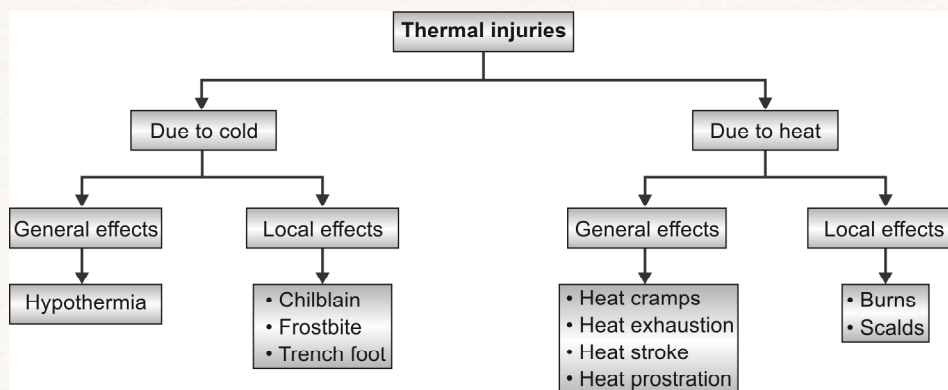 Thermal injuries
Due to cold
Due to heat
General effects
Local effects
General effects
Local effects
Hypothermia
• Chilblain
• Frostbite
• Trench foot
• Heat cramps
• Heat exhaustion
• Heat stroke
• Heat prostration
• Burns
• Scalds